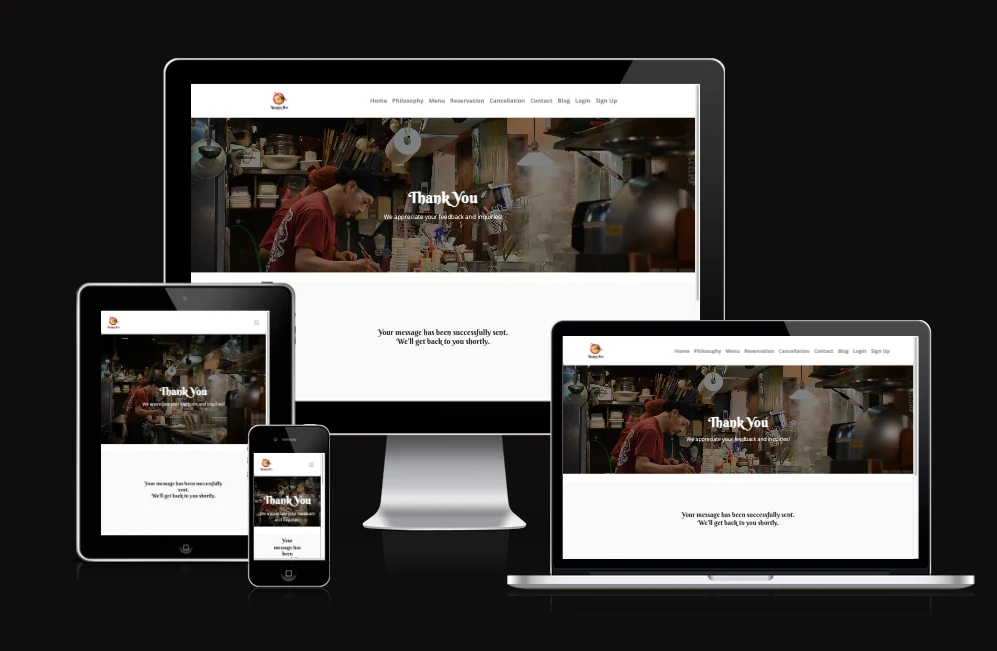 Home Philosophy Menu Reservation Cancellation Contact Blog Login Sign Up
Thank You
We appreciate your feedback and inquiries!
Your message has been successfully sent.
We'll get back to you shortly.
Thank You
We appreciate your feedback and inquiries!
Your message has been successfully
sent.
We'll get back to you shortly.
Thank You
We appreciate your feedback
and inquiries!
Your
message has
been
Home Philosophy Menu Reservation Cancellation Contact Blog Login Sign Up
Thank You
We appreciate your feedback and inquiries!
Your message has been successfully sent.
We'll get back to you shortly.